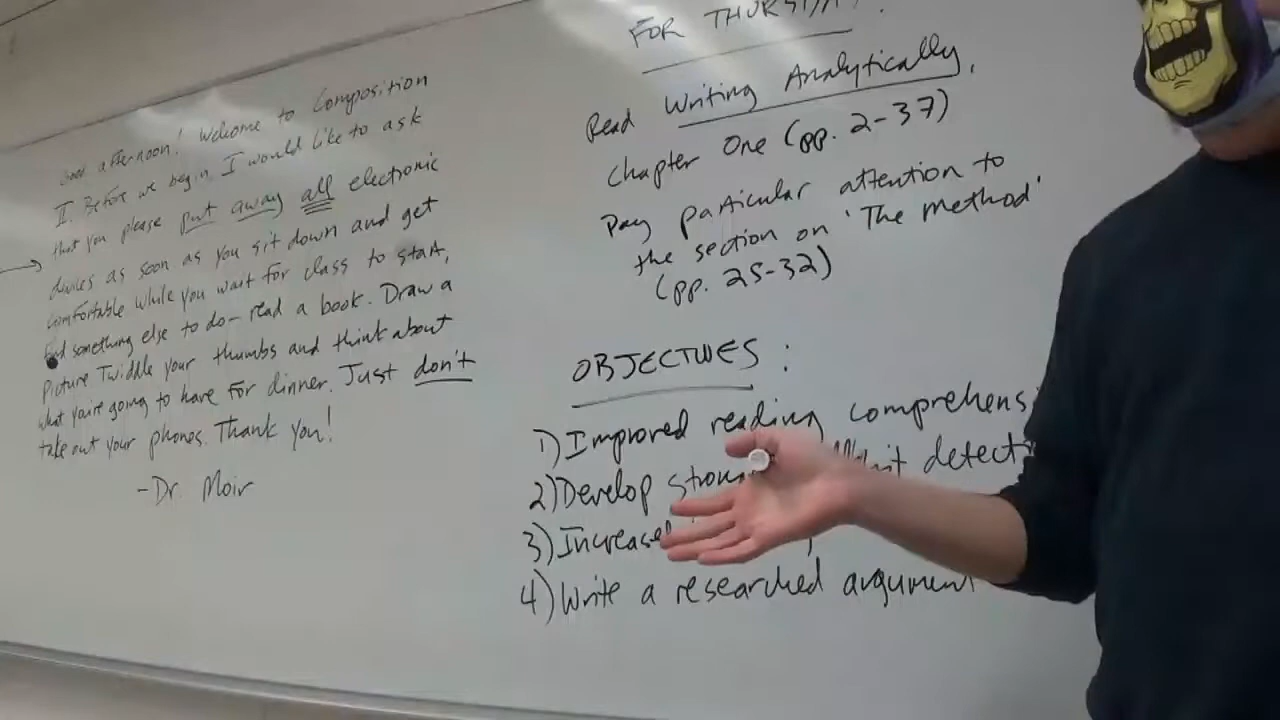 Good afternoon! Welcome to Composition
II. Before we begin, I would like to ask
that you please put away all electronic
devices as soon as you sit down and get
comfortable while you wait for class to start,
find something else to do - read a book. Draw a
picture Twiddle your thumbs and think about
what you're going to have for dinner. Just don't
take out your phones. Thank you!
- Dr. Moir
FOR THURSDAY:
Read Writing Analytically,
Chapter One (pp. 2-37)
Pay particular attention to
the section on 'The Method'
(pp. 25-32)
OBJECTIVES:
1) Improved reading
2) Develop
3) Increased
4) Write a researched argument